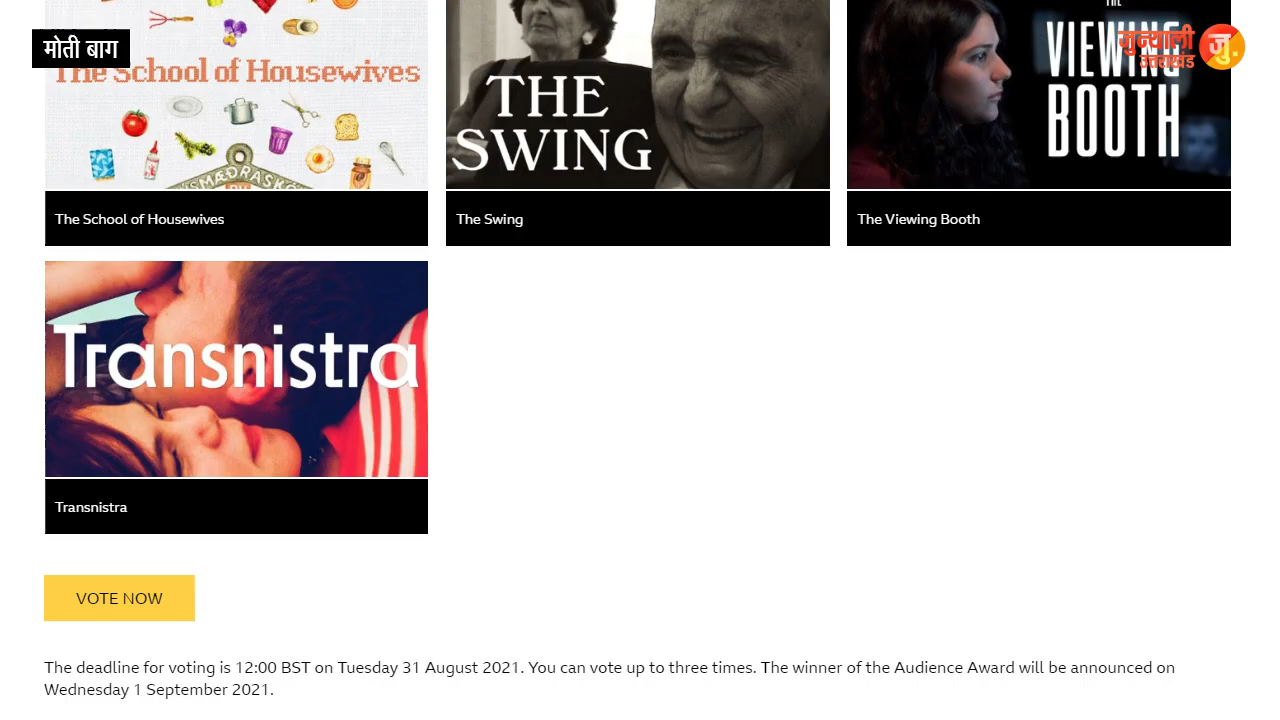 मोती बाग
The School of Housewives
THE
SWING
THE
VIEWING
BOOTH
जुन्याली
उत्तराखंड
जु.
The School of Housewives
The Swing
The Viewing Booth
Transnistra
Transnistra
VOTE NOW
The deadline for voting is 12:00 BST on Tuesday 31 August 2021. You can vote up to three times. The winner of the Audience Award will be announced on
Wednesday 1 September 2021.